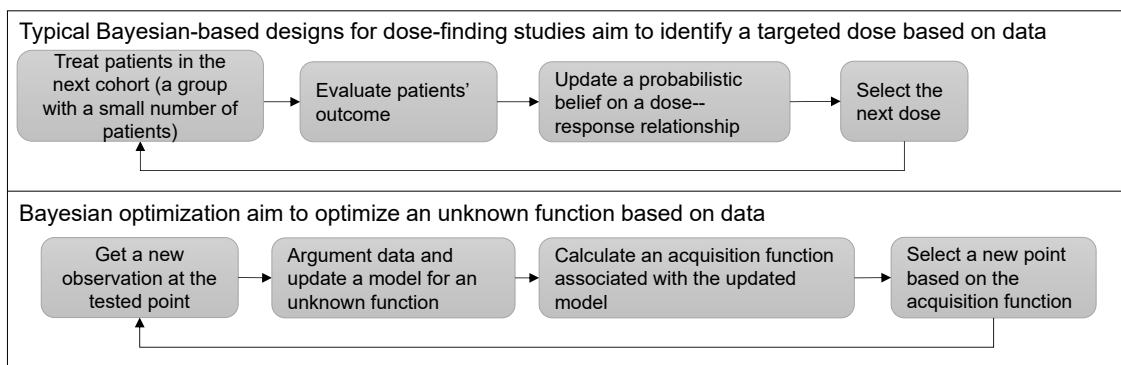 Typical Bayesian-based designs for dose-finding studies aim to identify a targeted dose based on data
Treat patients in the
next cohort (a group
with a small number of
patients)
Evaluate patients'
outcome
Update a probabilistic
belief on a dose--
response relationship
Select the
next dose
Bayesian optimization aim to optimize an unknown function based on data
Get a new
observation at the
tested point
Argument data and
update a model for an
unknown function
Calculate an acquisition function
associated with the updated
model
Select a new point
based on the
acquisition function